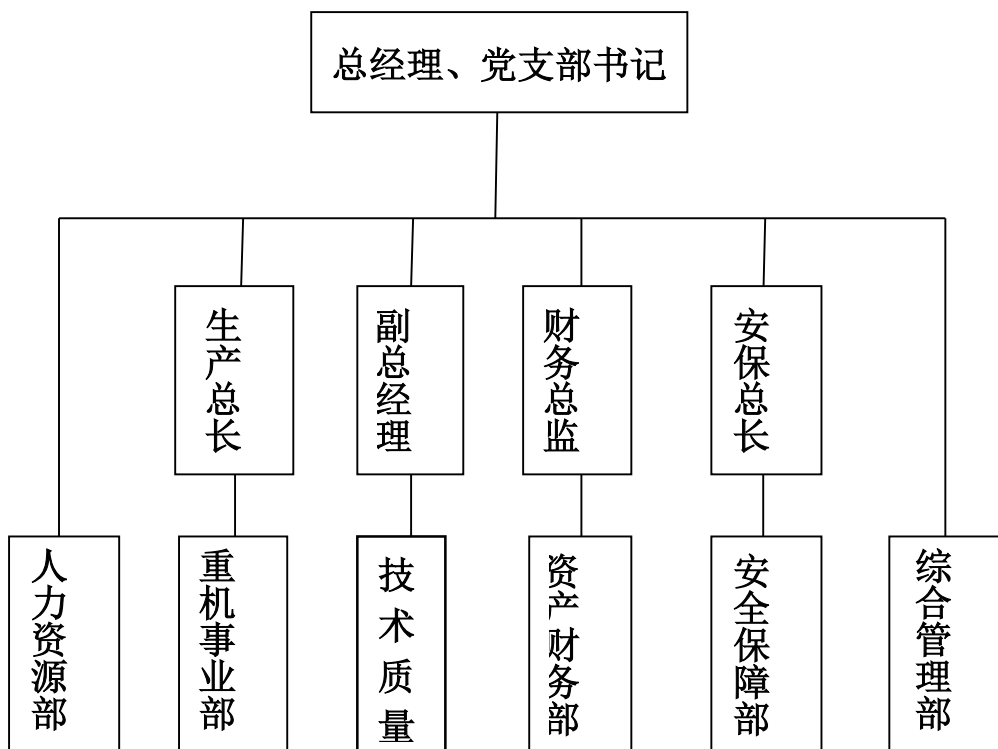 总经理、党支部书记
生产总长
副总经理
财务总监
安保总长
人力资源部
重机事业部
技术质量
资产财务部
安全保障部
综合管理部